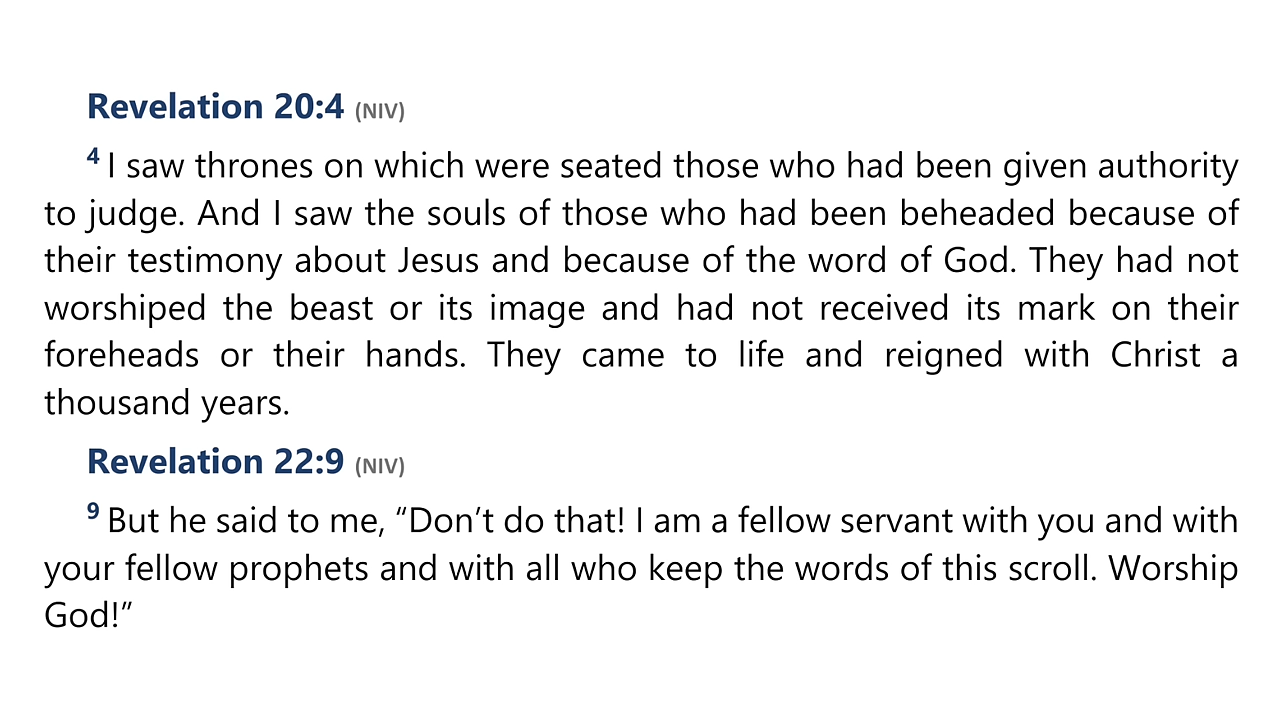 Revelation 20:4 (NIV)
4 I saw thrones on which were seated those who had been given authority
to judge. And I saw the souls of those who had been beheaded because of
their testimony about Jesus and because of the word of God. They had not
worshiped the beast or its image and had not received its mark on their
foreheads or their hands. They came to life and reigned with Christ a
thousand years.
Revelation 22:9 (NIV)
9 But he said to me, “Don’t do that! I am a fellow servant with you and with
your fellow prophets and with all who keep the words of this scroll. Worship
God!”